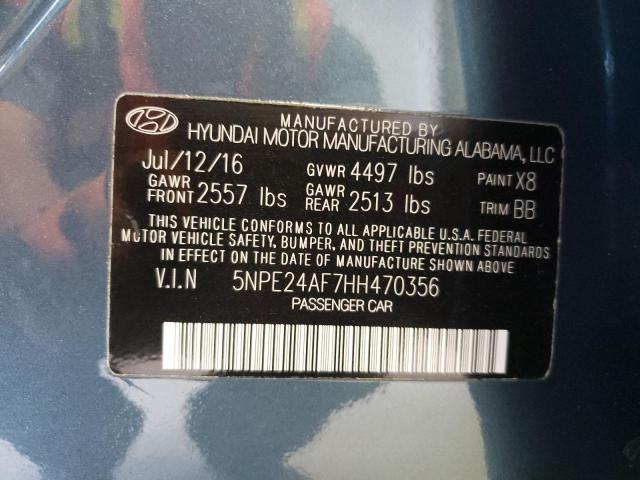 MANUFACTURED BY
HYUNDAI MOTOR MANUFACTURING ALABAMA, LLC
Jul/12/16 GVWR 4497 lbs PAINT X8
GAWR FRONT 2557 lbs GAWR REAR 2513 lbs TRIM BB
THIS VEHICLE CONFORMS TO ALL APPLICABLE U.S.A. FEDERAL
MOTOR VEHICLE SAFETY, BUMPER, AND THEFT PREVENTION STANDARDS
IN EFFECT ON THE DATE OF MANUFACTURE SHOWN ABOVE.
V.I.N 5NPE24AF7HH470356
PASSENGER CAR